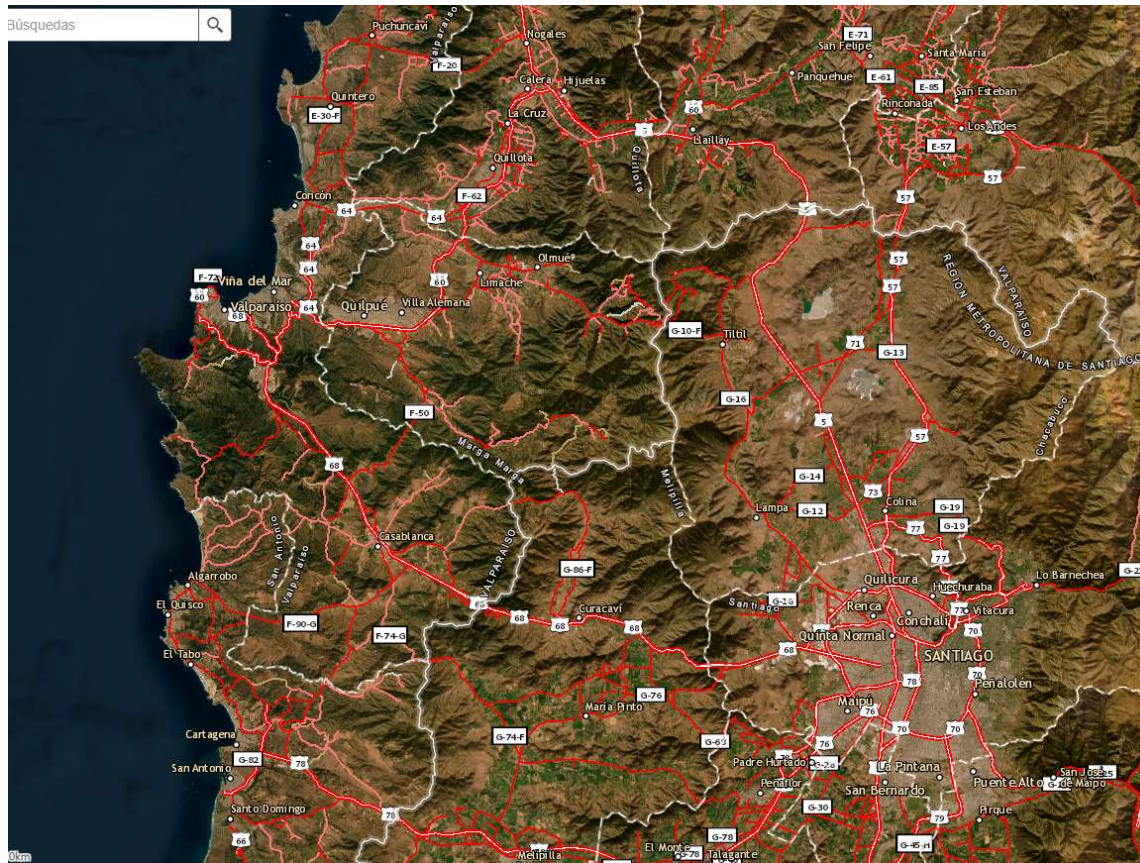 Búsquedas
Puchuncaví
Nogales
E-71
San Felipe
Santa María
Valparaíso
F-20
Calera
Hijuelas
Panquehue
E-61
E-85
San Esteban
Quintero
E-30-F
La Cruz
60
Rinconada
Los Andes
5
Llaillay
E-57
Quillota
Quillota
57
F-62
57
Concón
64
64
5
64
57
F-72
Viña del Mar
64
60
Olmué
Limache
57
VALPARAÍSO
REGIÓN METROPOLITANA DE SANTIAGO
60
68
Valparaíso
64
Quilpué
Villa Alemana
G-10-F
Tiltil
71
G-13
G-16
F-50
5
57
Chacabuco
Marga Marga
68
Melipilla
G-14
73
Colina
Lampa
G-12
G-19
77
G-19
Casablanca
77
San Antonio
Valparaíso
VALPARAÍSO
G-86-F
Algarrobo
Quilicura
Huechuraba
Lo Barnechea
El Quisco
68
68
Curacaví
Santiago
Renca
Conchalí
Vitacura
F-90-G
F-74-G
68
Quinta Normal
70
68
SANTIAGO
El Tabo
78
70
Peñalolén
G-76
María Pinto
Maipú
76
G-74-F
G-68
76
70
70
Cartagena
G-82
78
Padre Hurtado
La Pintana
San José
de Maipo
San Antonio
Peñaflor
San Bernardo
Puente Alto
Santo Domingo
78
G-30
79
Pirque
66
G-78
El Monte
G-78
Talagante
G-45-H
Melipilla